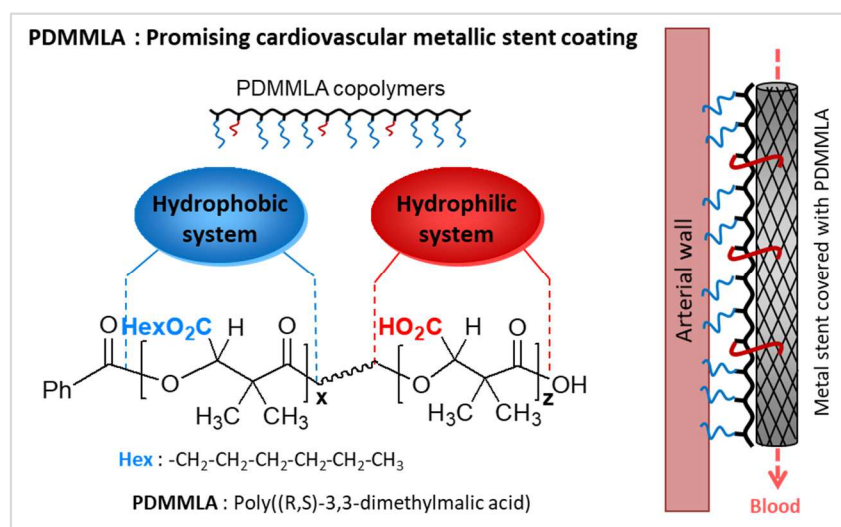 PDMMLA : Promising cardiovascular metallic stent coating
PDMMLA copolymers
Hydrophobic
system
Hydrophilic
system
HexO₂C
H
O
O
Ph
O
H₃C
CH₃
x
HO₂C
H
O
O
OH
H₃C
CH₃
z
Hex : -CH₂-CH₂-CH₂-CH₂-CH₂-CH₃
PDMMLA : Poly((R,S)-3,3-dimethylmalic acid)
Arterial wall
Metal stent covered with PDMMLA
Blood